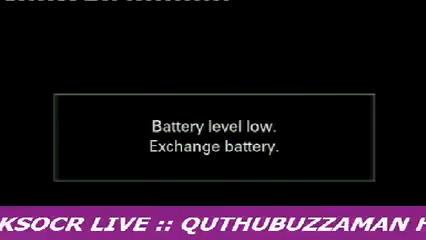 Battery level low.
Exchange battery.
KSOCR LIVE :: QUTHUBUZZAMAN H